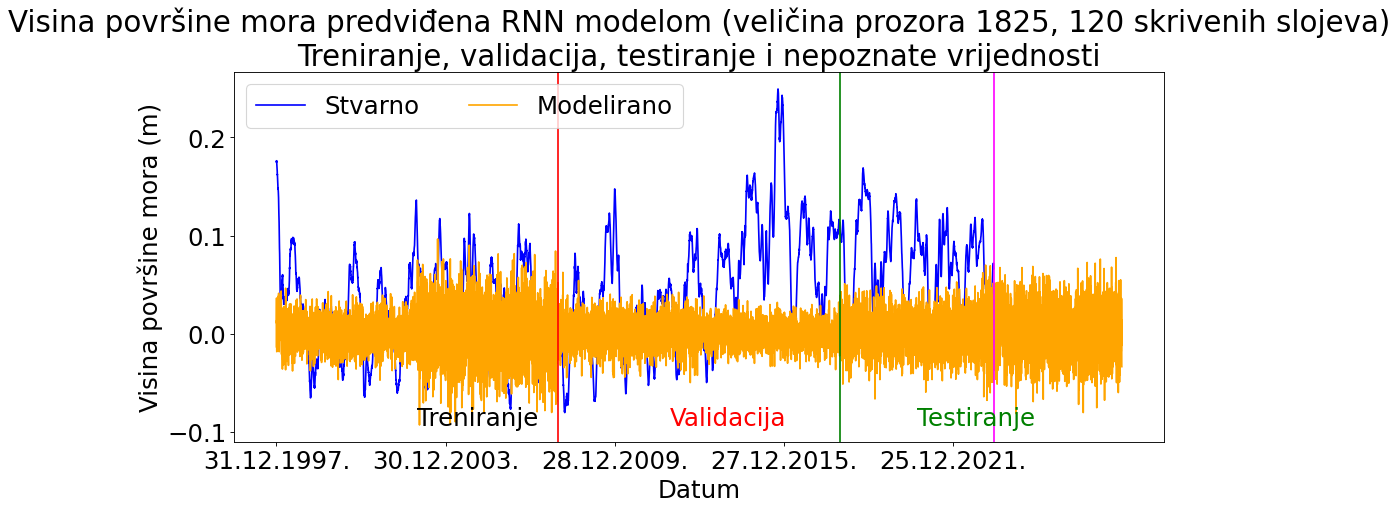 Visina površine mora predviđena RNN modelom (veličina prozora 1825, 120 skrivenih slojeva)
Treniranje, validacija, testiranje i nepoznate vrijednosti
Stvarno Modelirano
Visina površine mora (m)
0.2
0.1
0.0
−0.1
Treniranje Validacija Testiranje
31.12.1997. 30.12.2003. 28.12.2009. 27.12.2015. 25.12.2021.
Datum